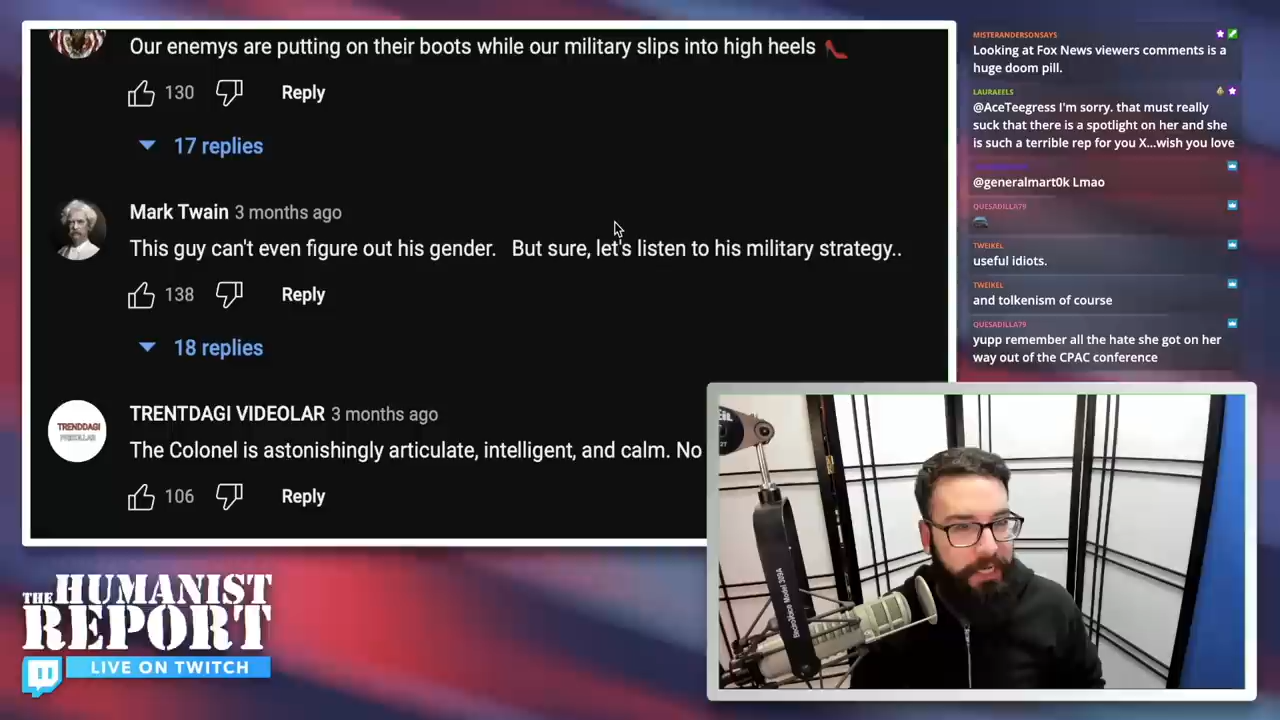 Our enemys are putting on their boots while our military slips into high heels 👠
130
Reply
17 replies
Mark Twain 3 months ago
This guy can't even figure out his gender. But sure, let's listen to his military strategy..
138
Reply
18 replies
TRENDDAGI
TRENTDAGI VIDEOLAR 3 months ago
The Colonel is astonishingly articulate, intelligent, and calm. No
106
Reply
MISTERANDERSONSAYS
Looking at Fox News viewers comments is a
huge doom pill.
LAURAEELS
@AceTeegress I'm sorry. that must really
suck that there is a spotlight on her and she
is such a terrible rep for you X...wish you love
@generalmart0k Lmao
QUESADILLA79
TWEIKEL
useful idiots.
TWEIKEL
and tolkenism of course
QUESADILLA79
yupp remember all the hate she got on her
way out of the CPAC conference
THE HUMANIST
REPORT
LIVE ON TWITCH